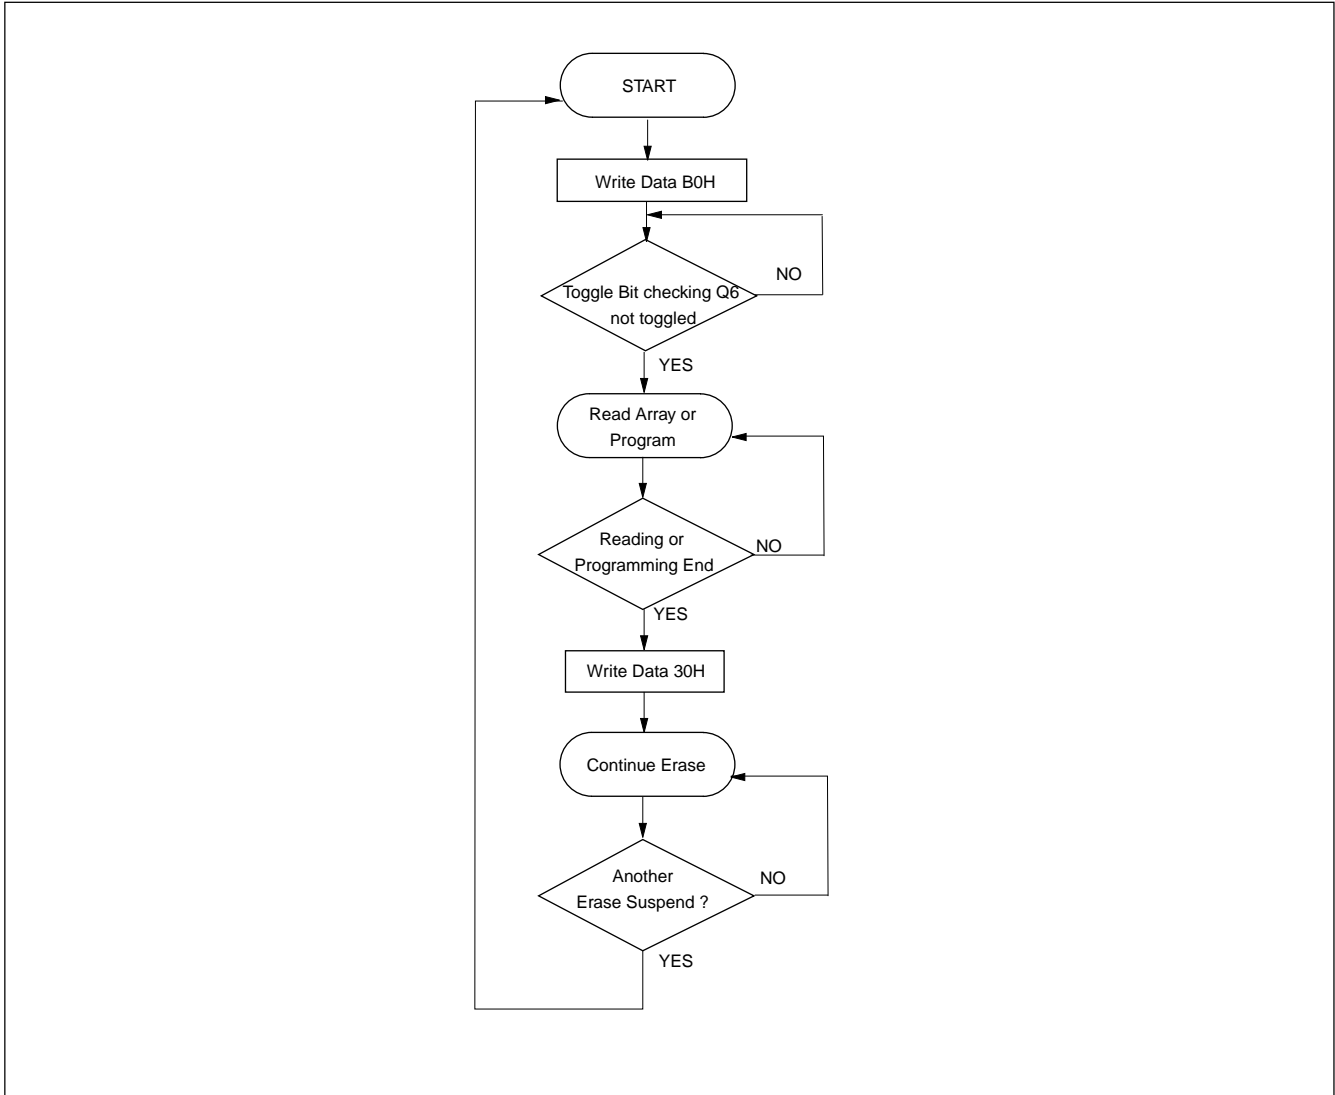 START
Write Data B0H
NO
Toggle Bit checking Q6
not toggled
YES
Read Array or
Program
Reading or
NO
Programming End
YES
Write Data 30H
Continue Erase
Another
NO
Erase Suspend ?
YES